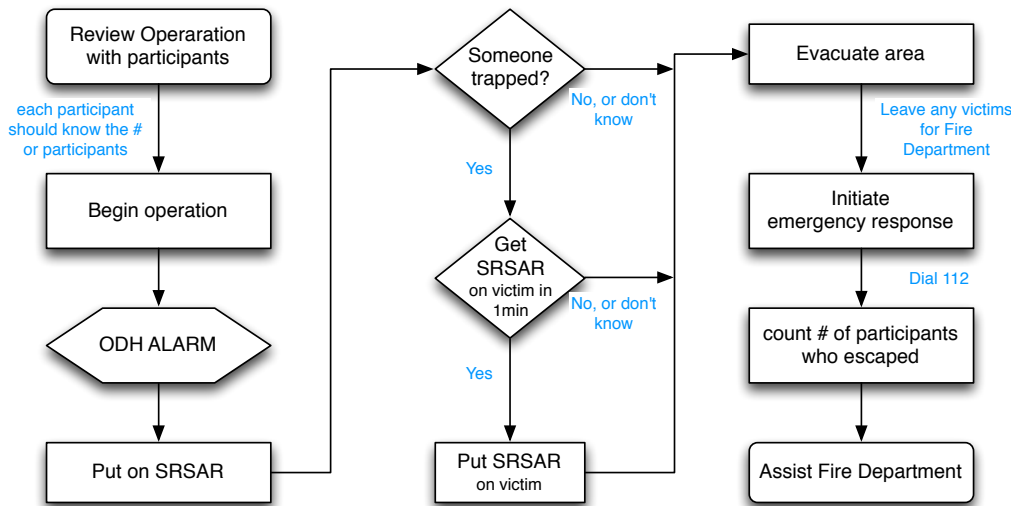 Review Operaration
with participants
each participant
should know the #
or participants
Begin operation
ODH ALARM
Put on SRSAR
Someone
trapped?
No, or don't
know
Yes
Get
SRSAR
on victim in
1min
No, or don't
know
Yes
Put SRSAR
on victim
Evacuate area
Leave any victims
for Fire
Department
Initiate
emergency response
Dial 112
count # of participants
who escaped
Assist Fire Department